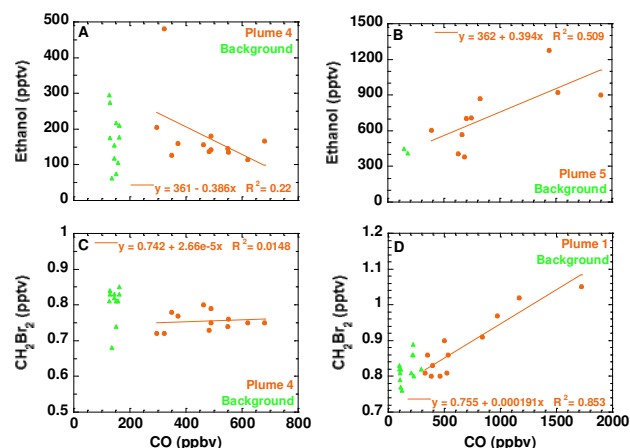 A
Plume 4
Background
500
400
300
200
100
0
Ethanol (pptv)
y = 361 - 0.386x R² = 0.22
B
y = 362 + 0.394x R² = 0.509
1500
1200
900
600
300
0
Ethanol (pptv)
Plume 5
Background
C
y = 0.742 + 2.66e-5x R² = 0.0148
1
0.9
0.8
0.7
0.6
0.5
CH₂Br₂ (pptv)
Plume 4
Background
0 200 400 600 800
CO (ppbv)
D
Plume 1
Background
1.2
1.1
1
0.9
0.8
0.7
CH₂Br₂ (pptv)
y = 0.755 + 0.000191x R² = 0.853
0 500 1000 1500 2000
CO (ppbv)